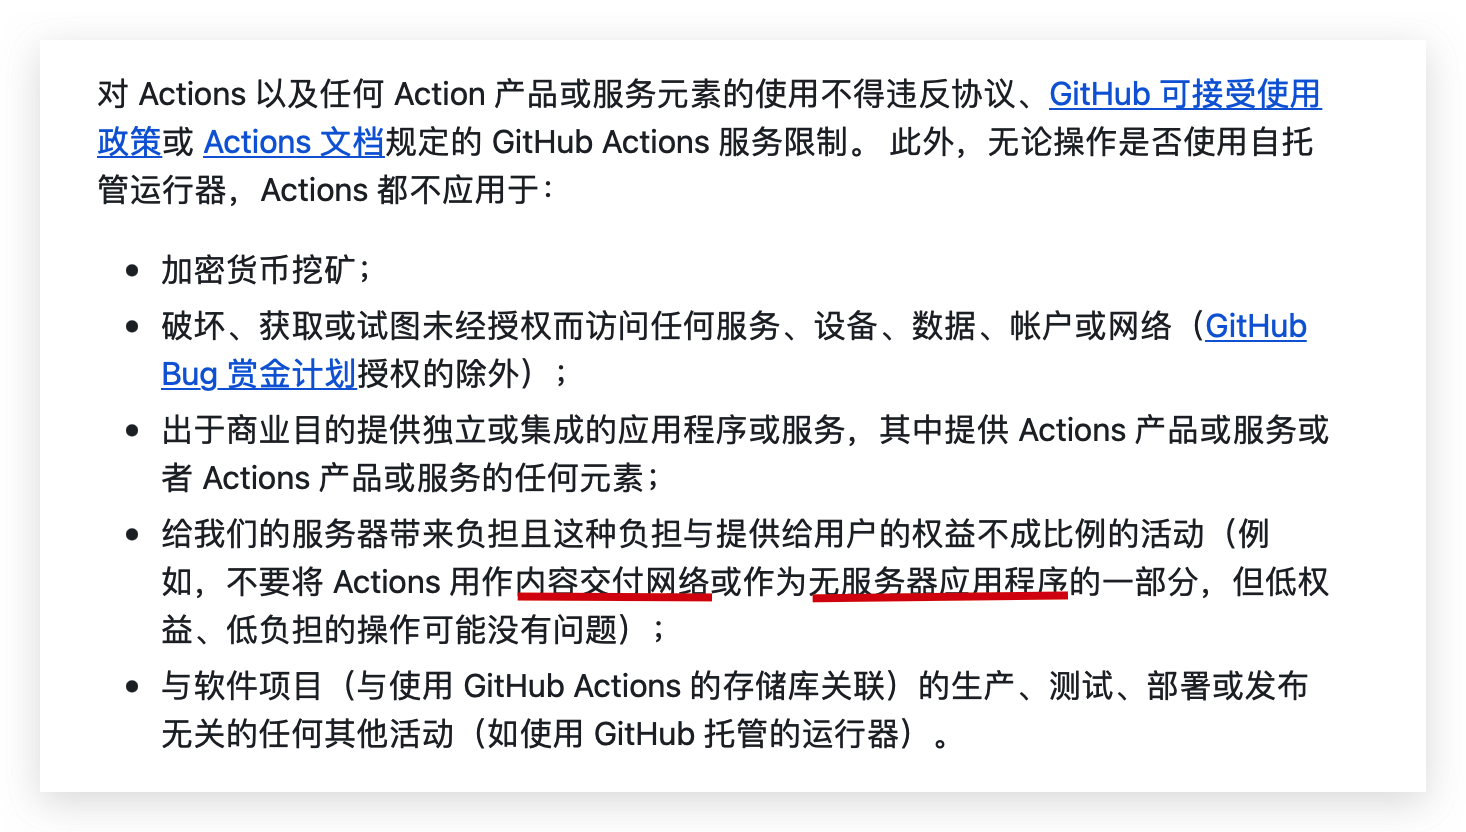 对 Actions 以及任何 Action 产品或服务元素的使用不得违反协议、GitHub 可接受使用
政策或 Actions 文档规定的 GitHub Actions 服务限制。 此外，无论操作是否使用自托
管运行器，Actions 都不应用于：
• 加密货币挖矿；
• 破坏、获取或试图未经授权而访问任何服务、设备、数据、帐户或网络（GitHub
Bug 赏金计划授权的除外）；
• 出于商业目的提供独立或集成的应用程序或服务，其中提供 Actions 产品或服务或
者 Actions 产品或服务的任何元素；
• 给我们的服务器带来负担且这种负担与提供给用户的权益不成比例的活动（例
如，不要将 Actions 用作内容交付网络或作为无服务器应用程序的一部分，但低权
益、低负担的操作可能没有问题）；
• 与软件项目（与使用 GitHub Actions 的存储库关联）的生产、测试、部署或发布
无关的任何其他活动（如使用 GitHub 托管的运行器）。